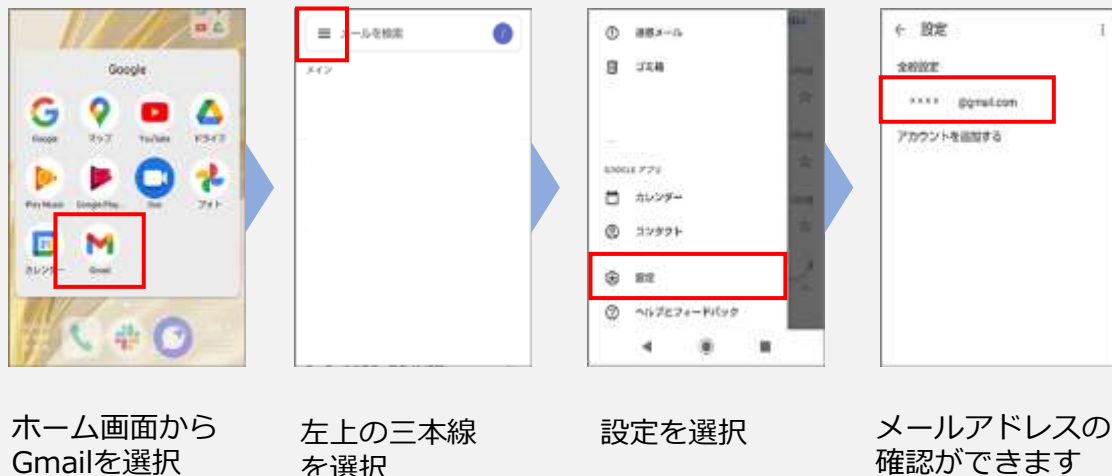 Google
Google
マップ
YouTube
ドライブ
Play Music
Google Play
Duo
フォト
カレンダー
Gmail
ホーム画面から
Gmailを選択
メールを検索
メイン
左上の三本線
を選択
迷惑メール
ゴミ箱
GOOGLE アプリ
カレンダー
コンタクト
設定
ヘルプとフィードバック
設定を選択
設定
全般設定
×××× @gmail.com
アカウントを追加する
メールアドレスの
確認ができます